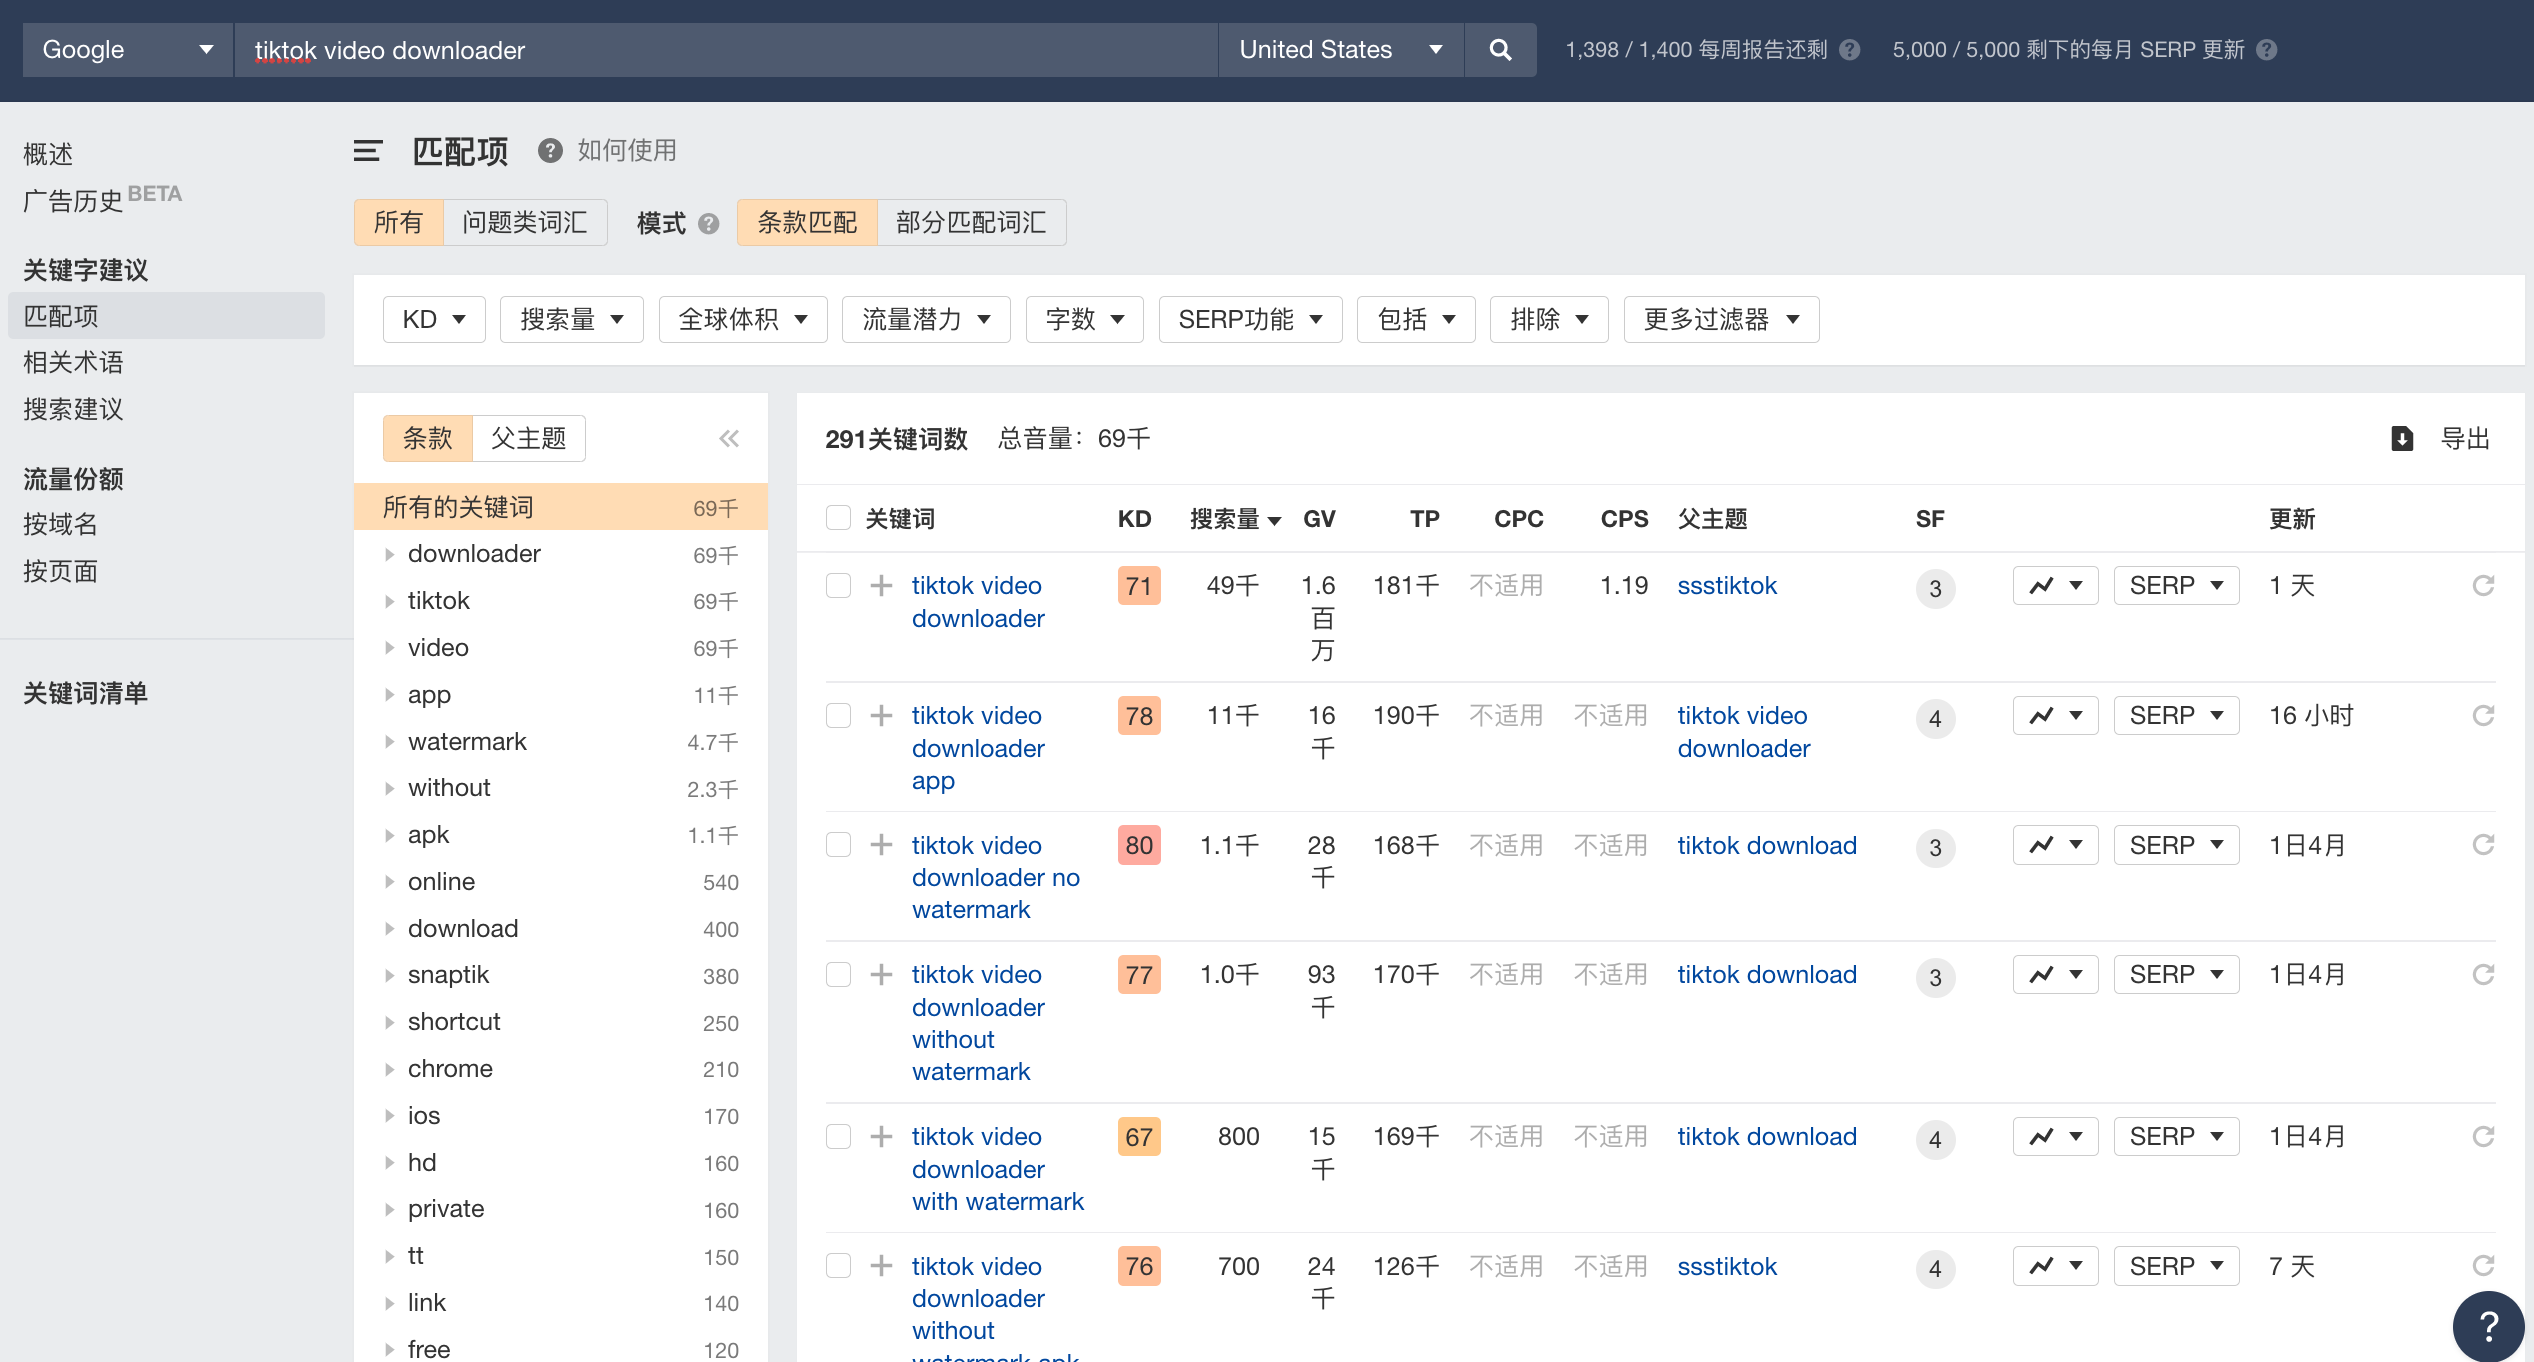 Google
tiktok video downloader
United States
1,398 / 1,400 每周报告还剩 ?
5,000 / 5,000 剩下的每月 SERP 更新 ?
概述
广告历史 BETA
关键字建议
匹配项
相关术语
搜索建议
流量份额
按域名
按页面
关键词清单
匹配项 ? 如何使用
所有 问题类词汇 模式 ? 条款匹配 部分匹配词汇
KD 搜索量 全球体积 流量潜力 字数 SERP功能 包括 排除 更多过滤器
条款 父主题
所有的关键词 69千
downloader 69千
tiktok 69千
video 69千
app 11千
watermark 4.7千
without 2.3千
apk 1.1千
online 540
download 400
snaptik 380
shortcut 250
chrome 210
ios 170
hd 160
private 160
tt 150
link 140
free 120
291关键词数 总音量：69千 导出
关键词 KD 搜索量 GV TP CPC CPS 父主题 SF 更新
tiktok video 71 49千 1.6 181千 不适用 1.19 ssstiktok 3 SERP 1 天
downloader 百
万
tiktok video 78 11千 16 190千 不适用 不适用 tiktok video 4 SERP 16 小时
downloader 千 downloader
app
tiktok video 80 1.1千 28 168千 不适用 不适用 tiktok download 3 SERP 1日4月
downloader no 千
watermark
tiktok video 77 1.0千 93 170千 不适用 不适用 tiktok download 3 SERP 1日4月
downloader 千
without
watermark
tiktok video 67 800 15 169千 不适用 不适用 tiktok download 4 SERP 1日4月
downloader 千
with watermark
tiktok video 76 700 24 126千 不适用 不适用 ssstiktok 4 SERP 7 天
downloader 千
without
watermark apk
?